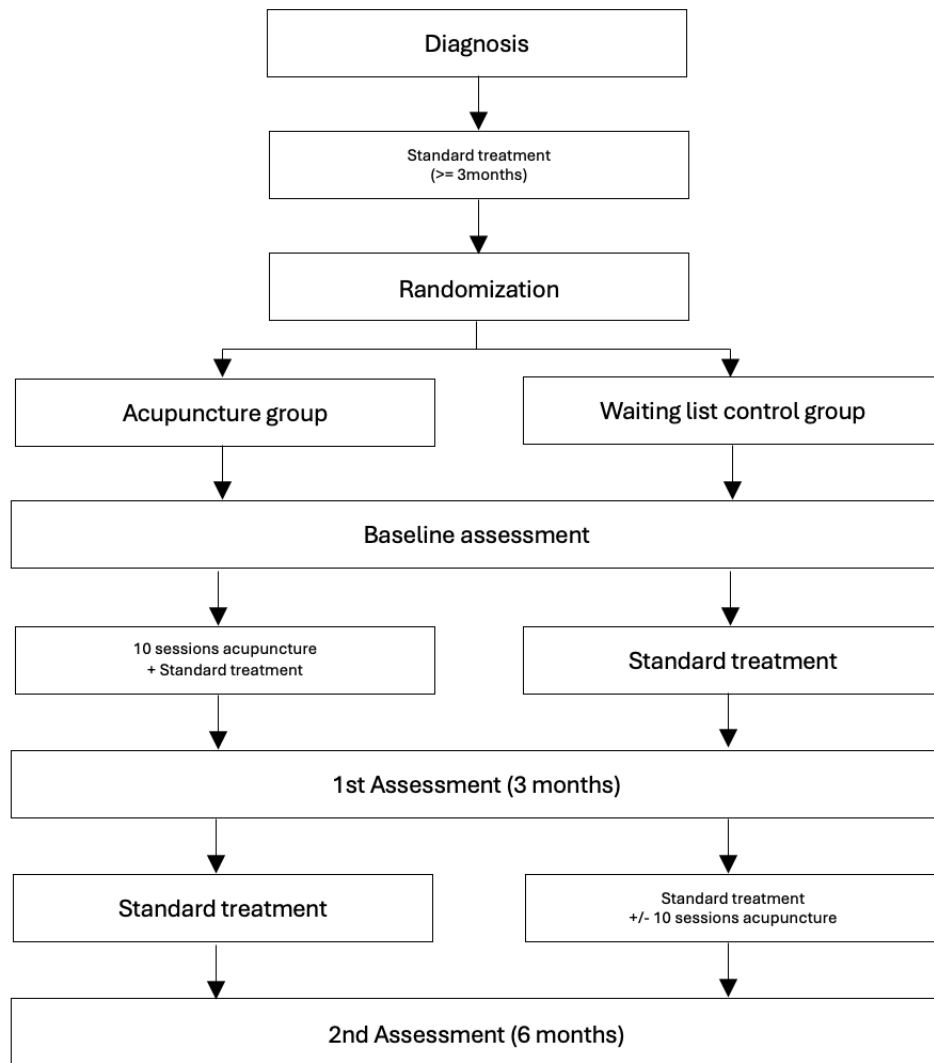 Diagnosis
Standard treatment
(>= 3months)
Randomization
Acupuncture group
Waiting list control group
Baseline assessment
10 sessions acupuncture
+ Standard treatment
Standard treatment
1st Assessment (3 months)
Standard treatment
Standard treatment
+/- 10 sessions acupuncture
2nd Assessment (6 months)